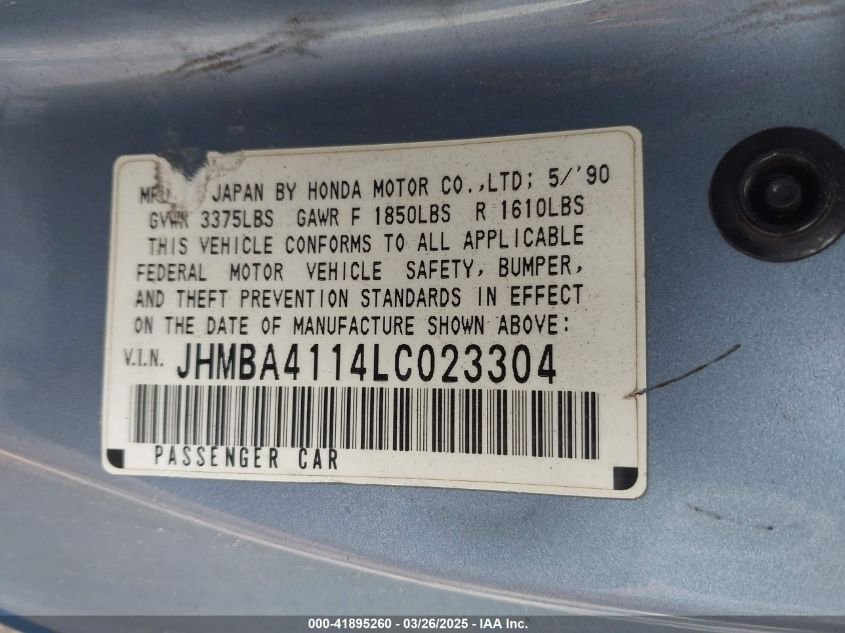 MFD. JAPAN BY HONDA MOTOR CO.,LTD; 5/'90
GVWR 3375LBS GAWR F 1850LBS R 1610LBS
THIS VEHICLE CONFORMS TO ALL APPLICABLE
FEDERAL MOTOR VEHICLE SAFETY, BUMPER,
AND THEFT PREVENTION STANDARDS IN EFFECT
ON THE DATE OF MANUFACTURE SHOWN ABOVE:
V.I.N. JHMBA4114LC023304
PASSENGER CAR
000-41895260 - 03/26/2025 - IAA Inc.